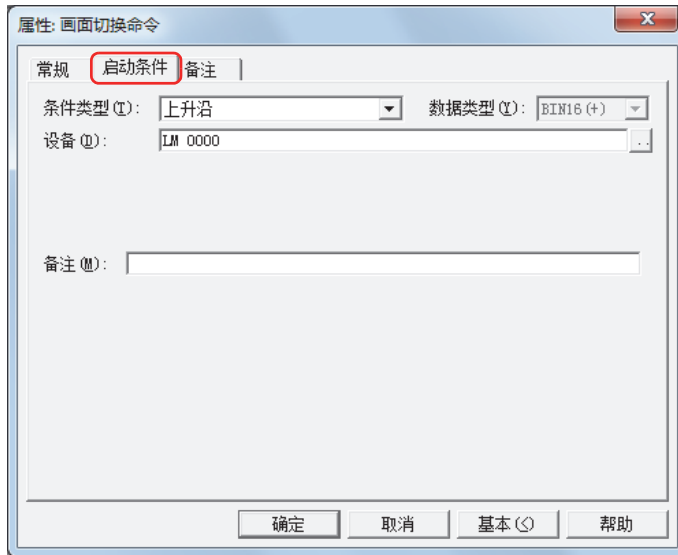 属性: 画面切换命令
x
常规 启动条件 备注
条件类型(T): 上升沿 数据类型(Y): BIN16(+)
设备(D): LM 0000 ..
备注(M):
确定 取消 基本(<) 帮助